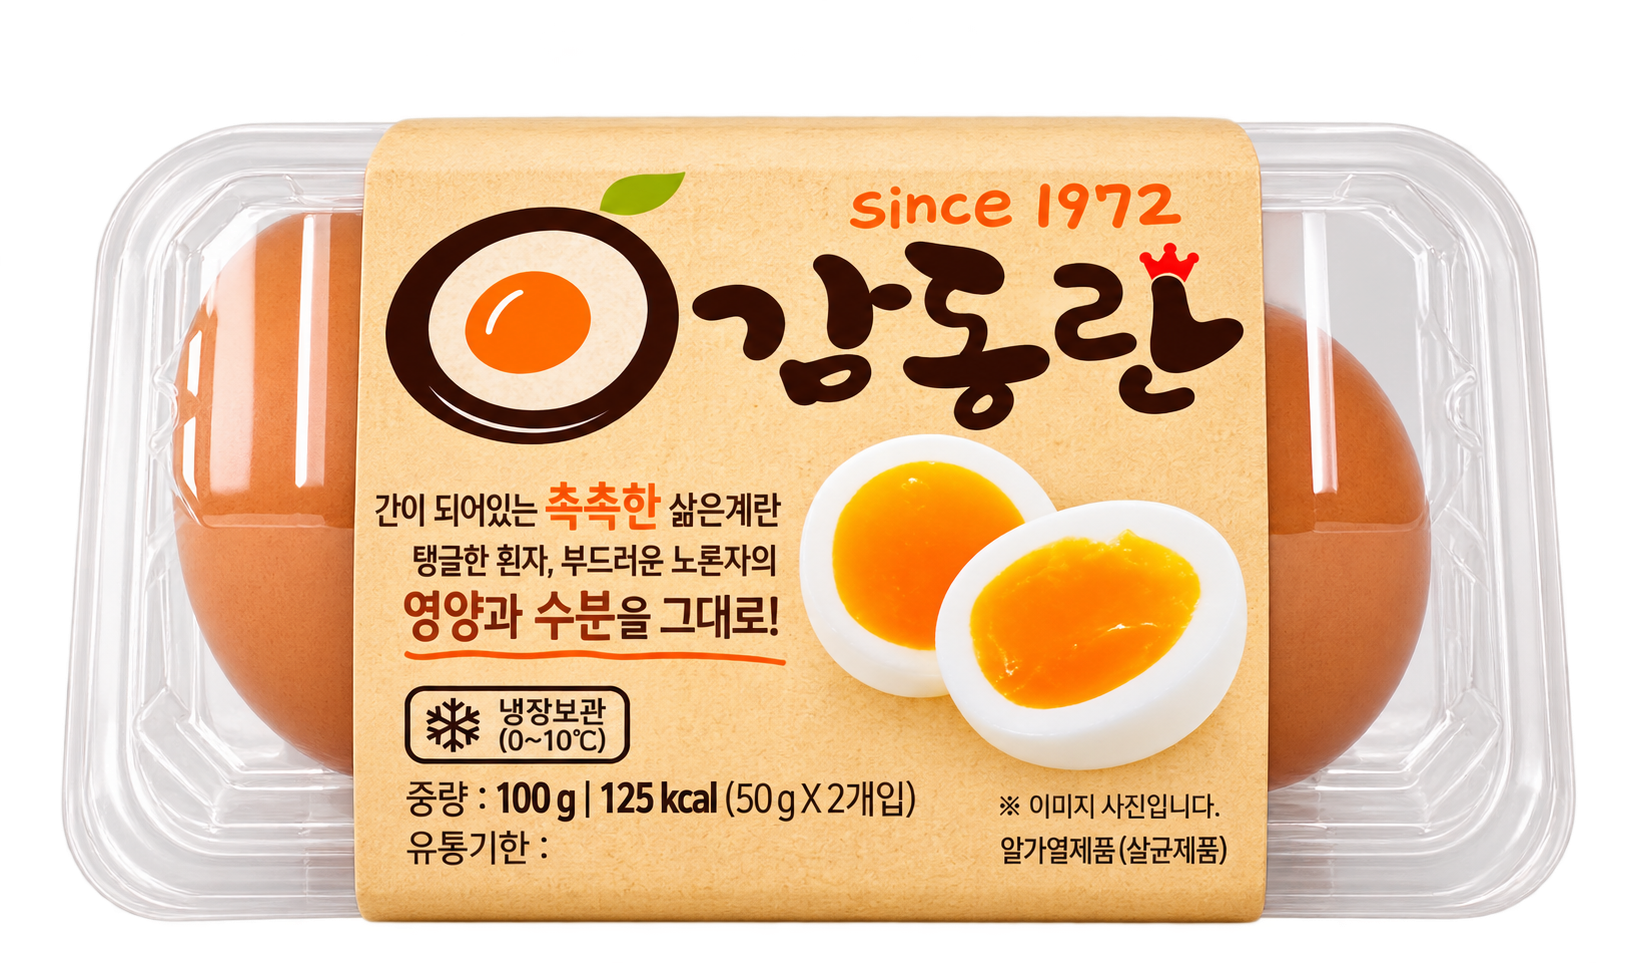 since 1972
감동란
간이 되어있는 촉촉한 삶은계란
탱글한 흰자, 부드러운 노른자의
영양과 수분을 그대로!
냉장보관
(0~10℃)
중량 : 100 g | 125 kcal (50 g X 2개입)
유통기한 :
※ 이미지 사진입니다.
알가열제품(살균제품)